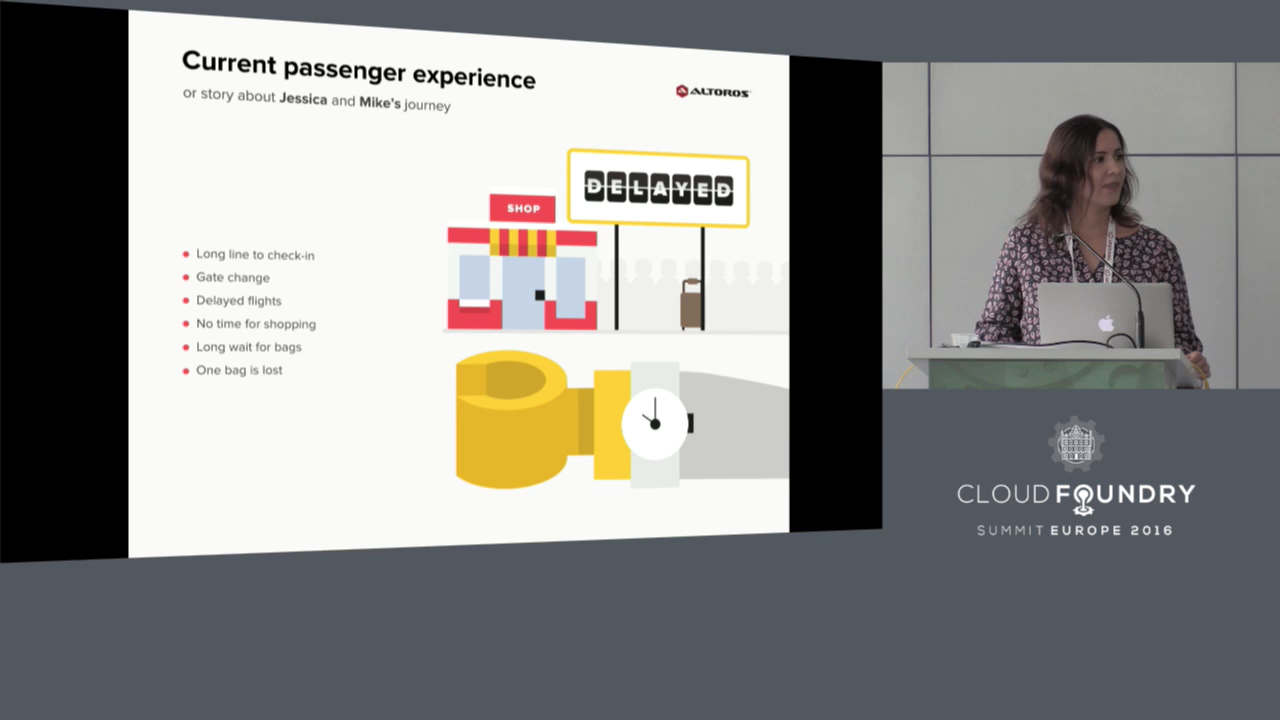 Current passenger experience
or story about Jessica and Mike's journey
ALTOROS
DELAYED
SHOP
Long line to check-in
Gate change
Delayed flights
No time for shopping
Long wait for bags
One bag is lost
CLOUD FOUNDRY
SUMMIT EUROPE 2016